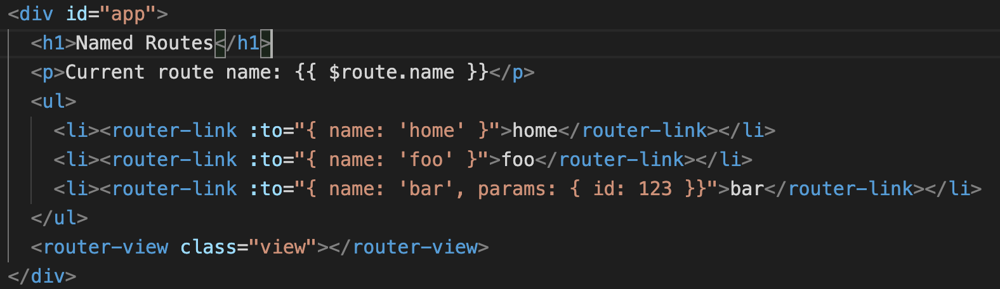 <div id="app">
  <h1>Named Routes</h1>
  <p>Current route name: {{ $route.name }}</p>
  <ul>
    <li><router-link :to="{ name: 'home' }">home</router-link></li>
    <li><router-link :to="{ name: 'foo' }">foo</router-link></li>
    <li><router-link :to="{ name: 'bar', params: { id: 123 }}">bar</router-link></li>
  </ul>
  <router-view class="view"></router-view>
</div>